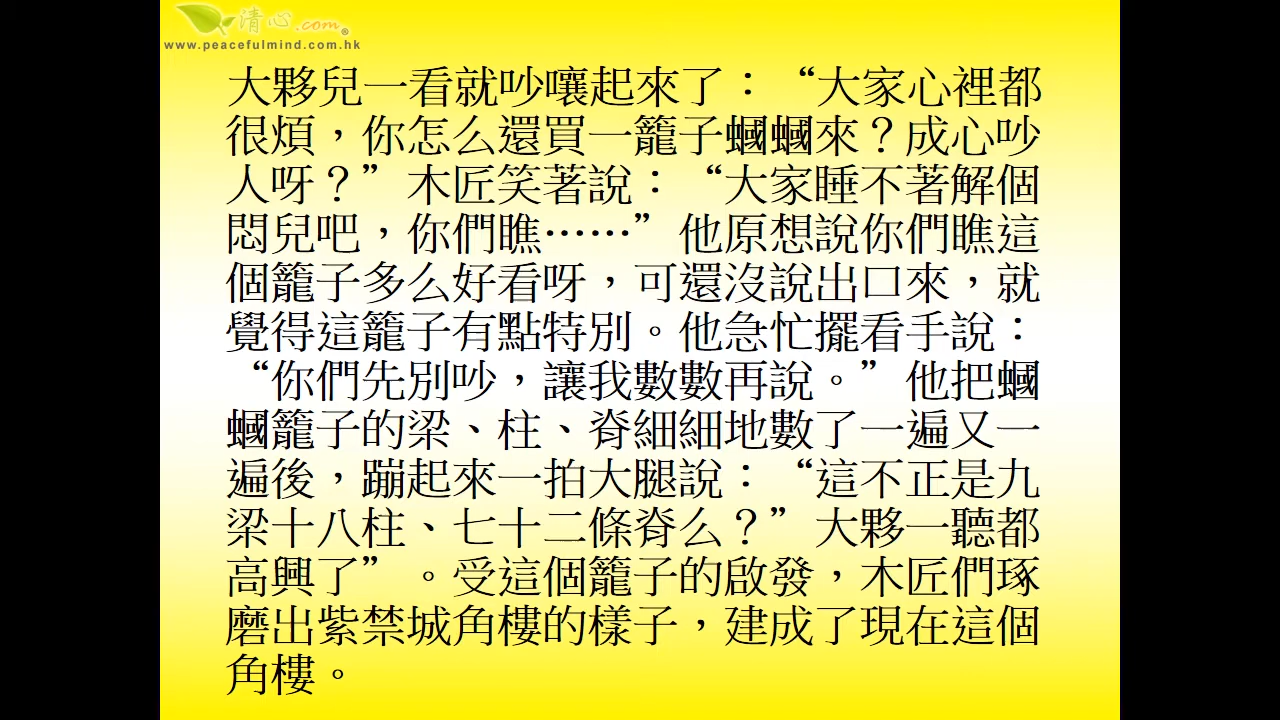 清心.com®
www.peacefulmind.com.hk
大夥兒一看就吵嚷起來了：“大家心裡都
很煩，你怎么還買一籠子蟈蟈來？成心吵
人呀？”木匠笑著說：“大家睡不著解個
悶兒吧，你們瞧……”他原想說你們瞧這
個籠子多么好看呀，可還沒說出口來，就
覺得這籠子有點特別。他急忙擺看手說：
“你們先別吵，讓我數數再說。”他把蟈
蟈籠子的梁、柱、脊細細地數了一遍又一
遍後，蹦起來一拍大腿說：“這不正是九
梁十八柱、七十二條脊么？”大夥一聽都
高興了”。受這個籠子的啟發，木匠們琢
磨出紫禁城角樓的樣子，建成了現在這個
角樓。